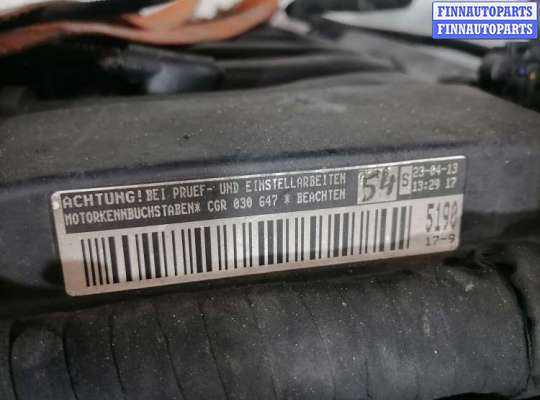 FINNAUTOPARTS
FINNAUTOPARTS
ACHTUNG! BEI PRUEF- UND EINSTELLARBEITEN
MOTORKENNBUCHSTABEN* CGR 030 647 * BEACHTEN
54
S
23-04-13
13:29 17
5190
17-9